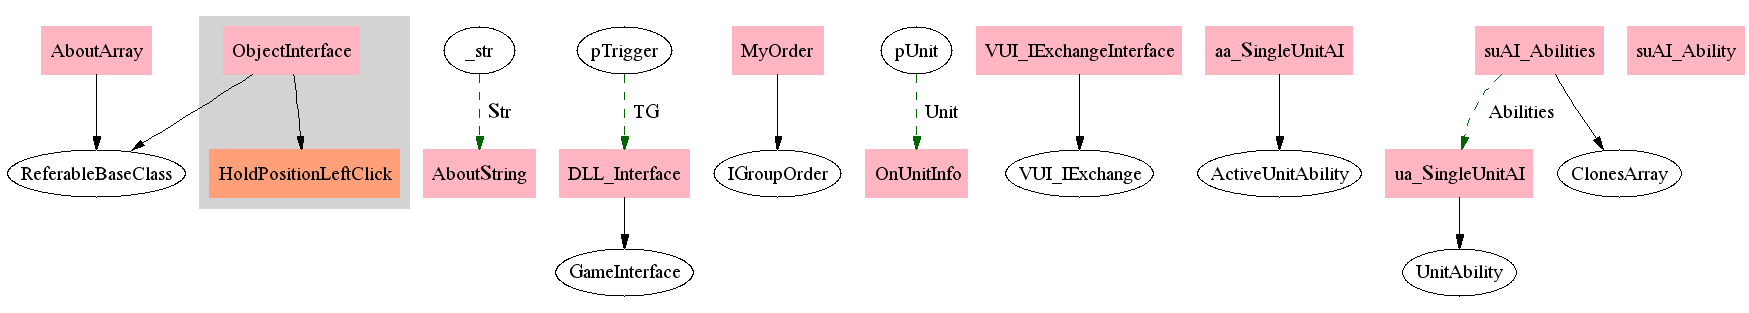 AboutArray
ObjectInterface
_str
pTrigger
MyOrder
pUnit
VUI_IExchangeInterface
aa_SingleUnitAI
suAI_Abilities
suAI_Ability
Str
TG
Unit
Abilities
ReferableBaseClass
HoldPositionLeftClick
AboutString
DLL_Interface
IGroupOrder
OnUnitInfo
VUI_IExchange
ActiveUnitAbility
ua_SingleUnitAI
ClonesArray
GameInterface
UnitAbility